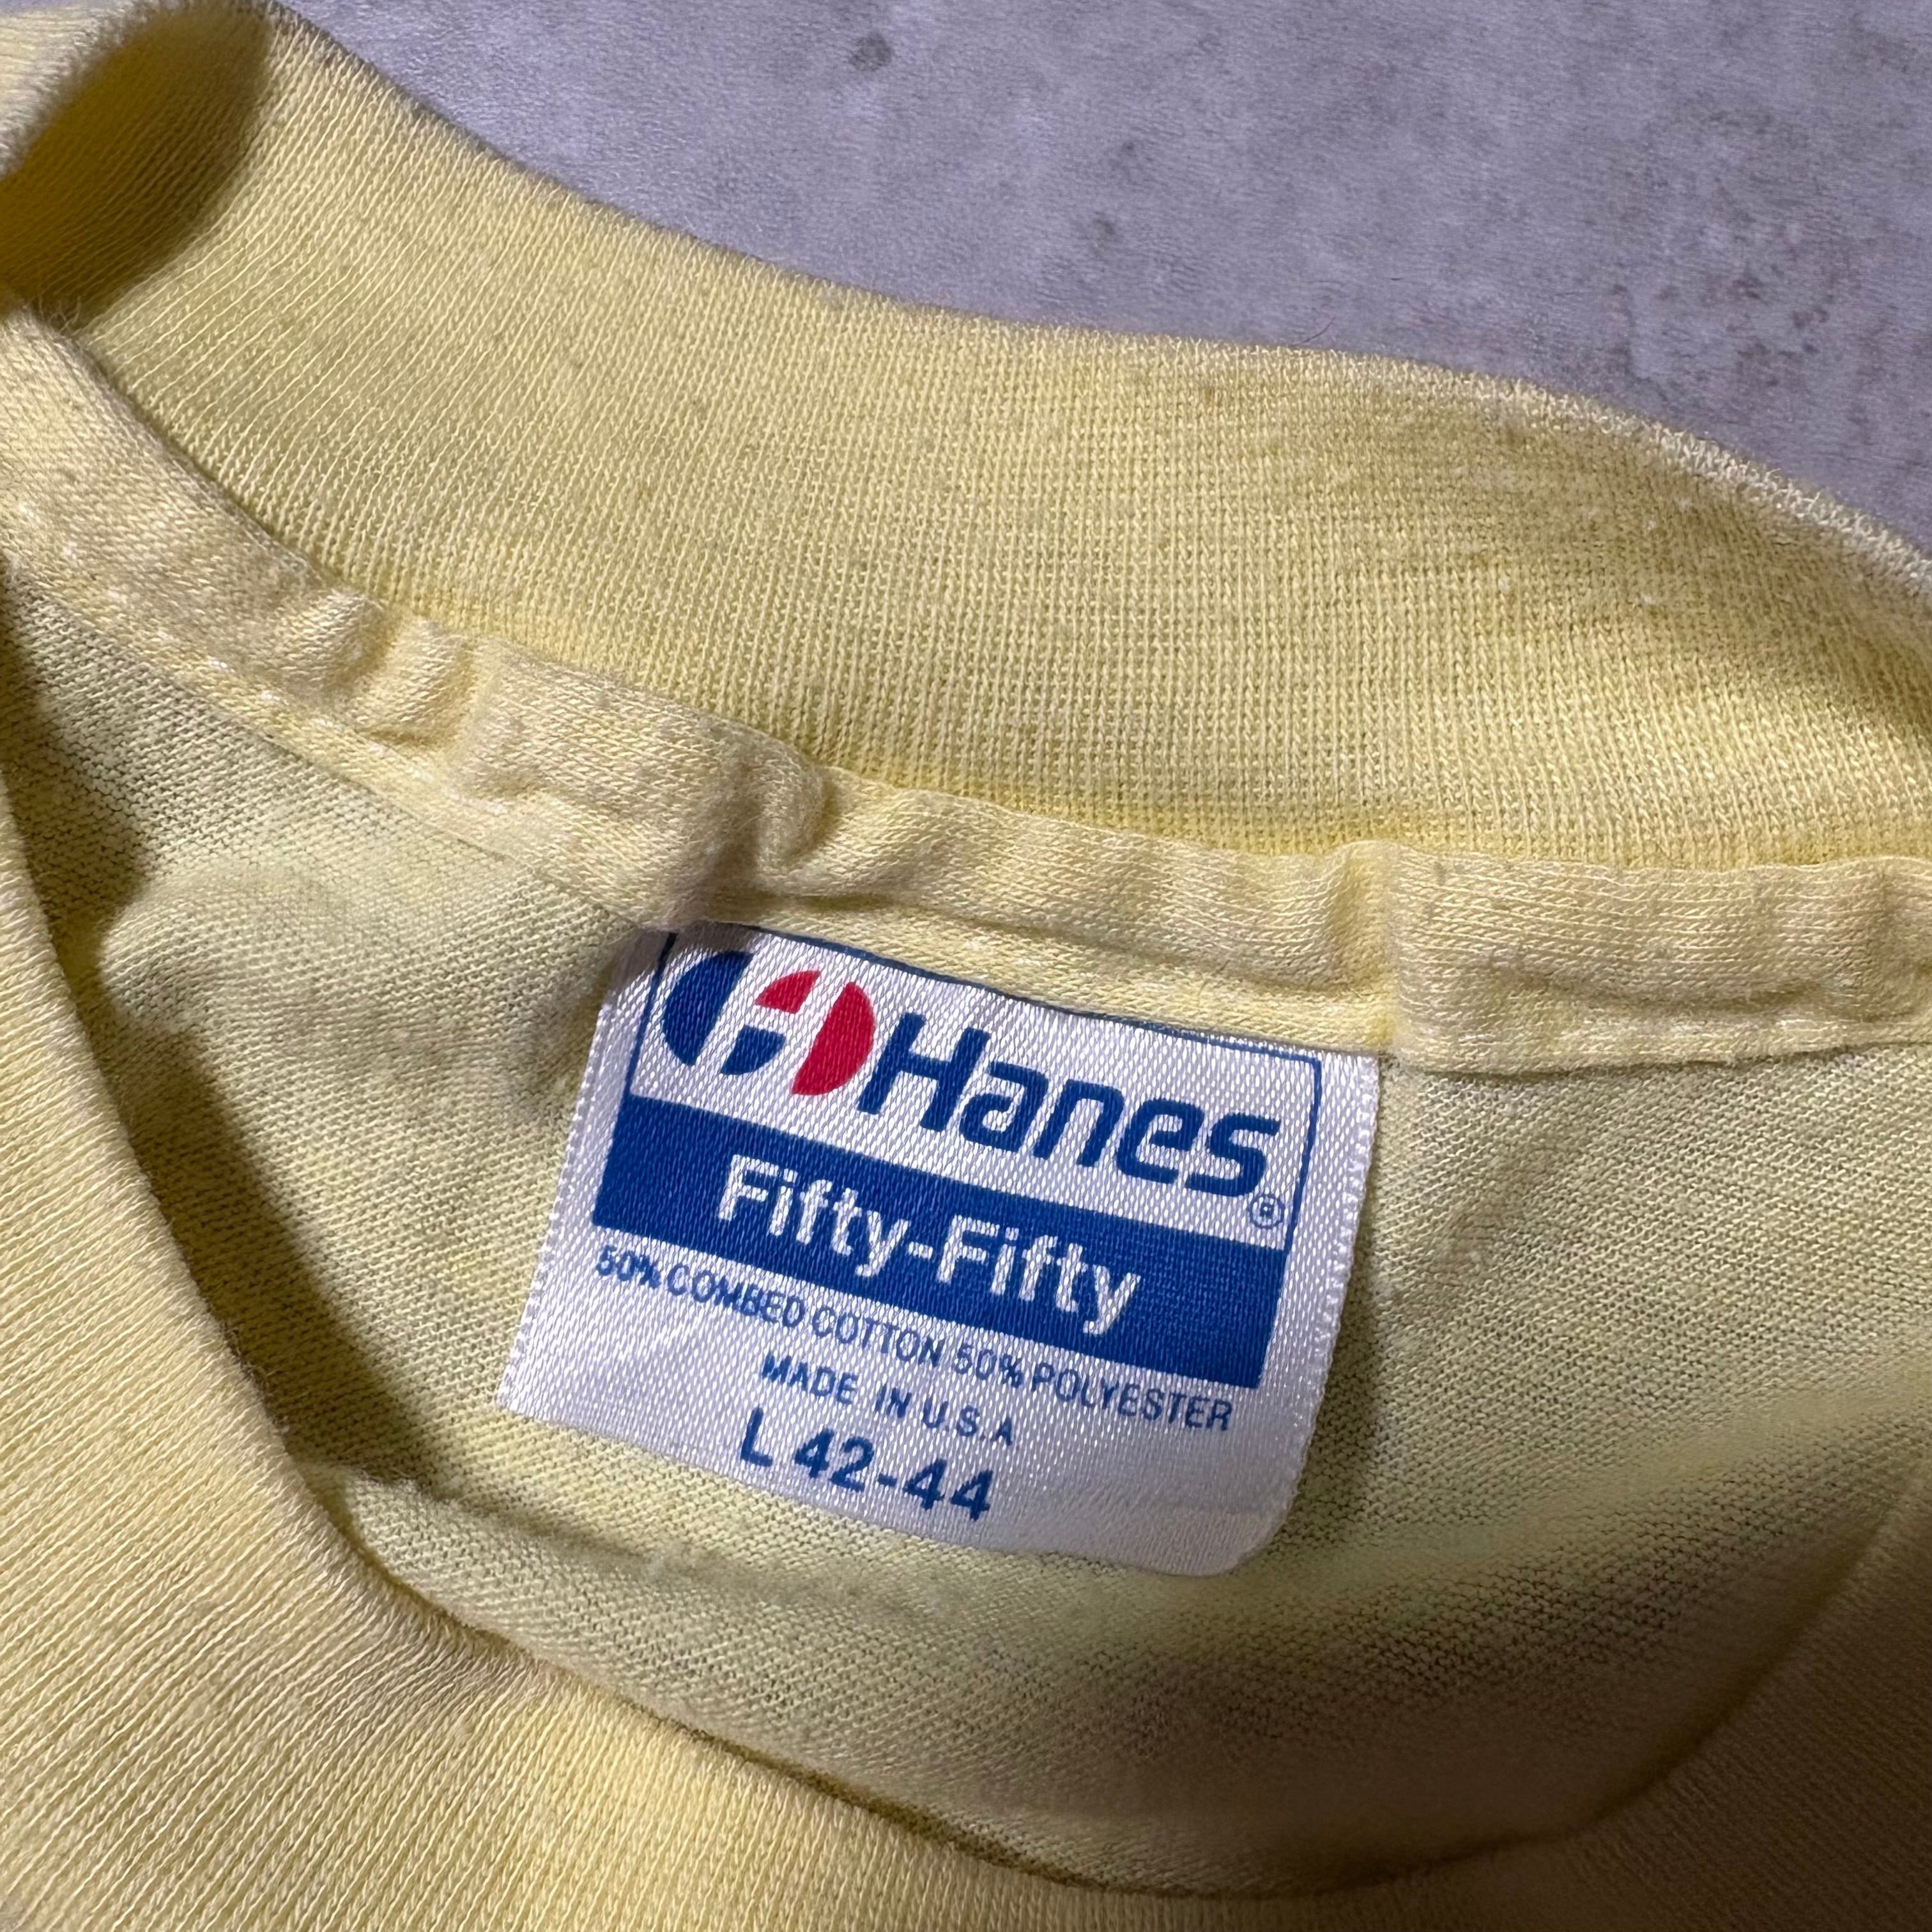 Hanes®
Fifty-Fifty
50% COMBED COTTON 50% POLYESTER
MADE IN U.S.A
L 42-44